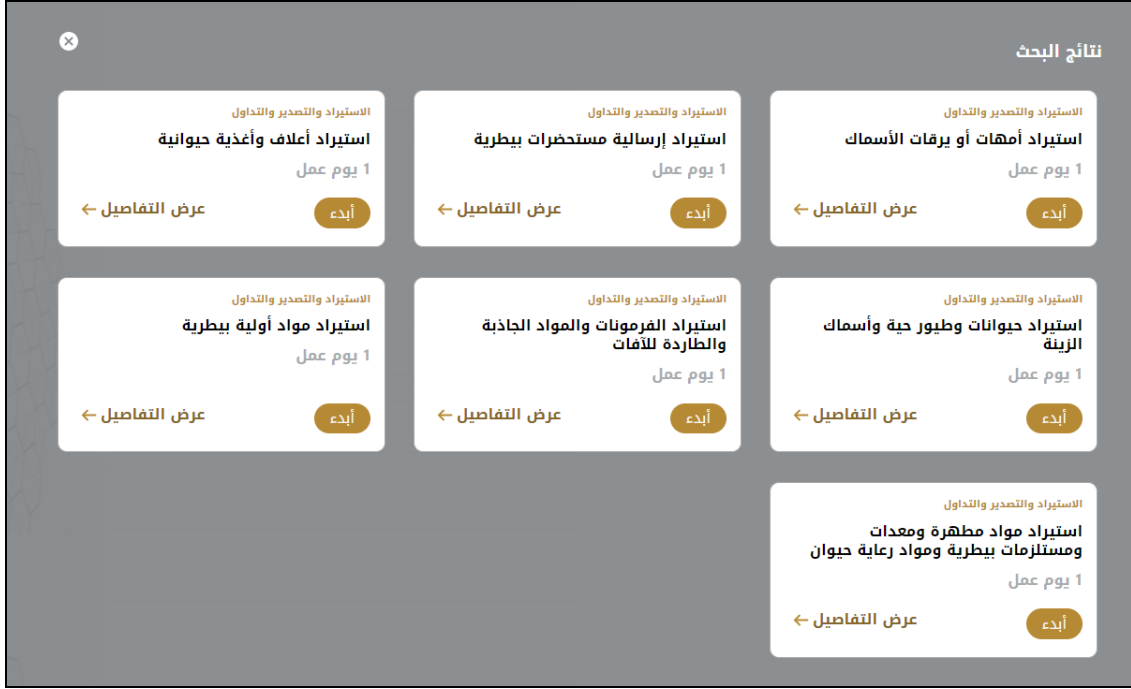 نتائج البحث
الاستيراد والتصدير والتداول
استيراد أمهات أو يرقات الأسماك
1 يوم عمل
أبدء
عرض التفاصيل
الاستيراد والتصدير والتداول
استيراد إرسالية مستحضرات بيطرية
1 يوم عمل
أبدء
عرض التفاصيل
الاستيراد والتصدير والتداول
استيراد أعلاف وأغذية حيوانية
1 يوم عمل
أبدء
عرض التفاصيل
الاستيراد والتصدير والتداول
استيراد حيوانات وطيور حية وأسماك
الزينة
1 يوم عمل
أبدء
عرض التفاصيل
الاستيراد والتصدير والتداول
استيراد الفرمونات والمواد الجاذبة
والطاردة للآفات
1 يوم عمل
أبدء
عرض التفاصيل
الاستيراد والتصدير والتداول
استيراد مواد أولية بيطرية
1 يوم عمل
أبدء
عرض التفاصيل
الاستيراد والتصدير والتداول
استيراد مواد مطهرة ومعدات
ومستلزمات بيطرية ومواد رعاية حيوان
1 يوم عمل
أبدء
عرض التفاصيل